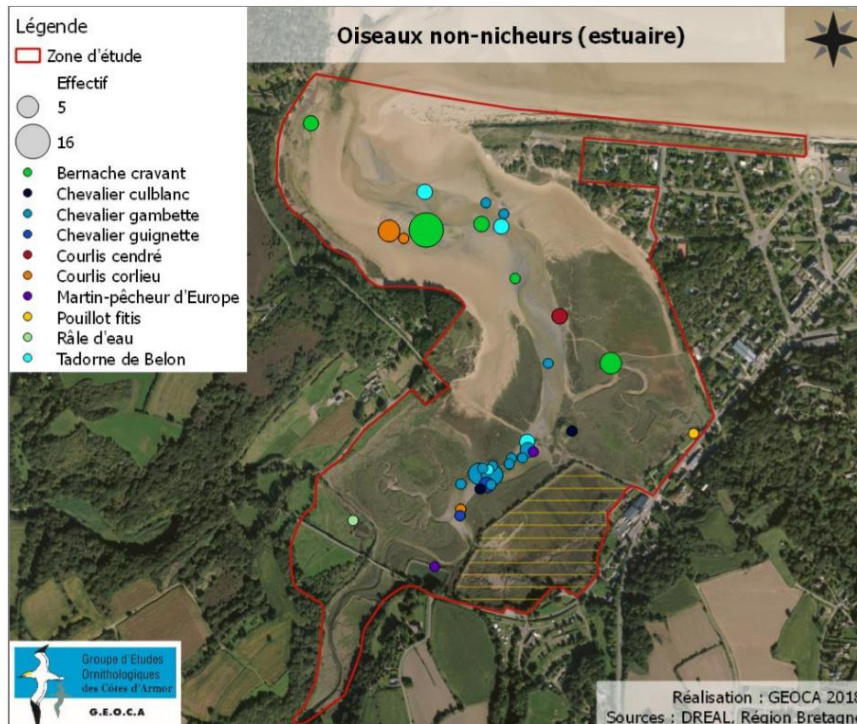 Oiseaux non-nicheurs (estuaire)
Légende
Zone d'étude
Effectif
5
16
Bernache cravant
Chevalier culblanc
Chevalier gambette
Chevalier guignette
Courlis cendré
Courlis corlieu
Martin-pêcheur d'Europe
Pouillot fitis
Râle d'eau
Tadorne de Belon
Groupe d'Etudes
Ornithologiques
des Côtes d'Armor
G.E.O.C.A
Réalisation : GEOCA 2018
Sources : DREAL, Région Bretagn